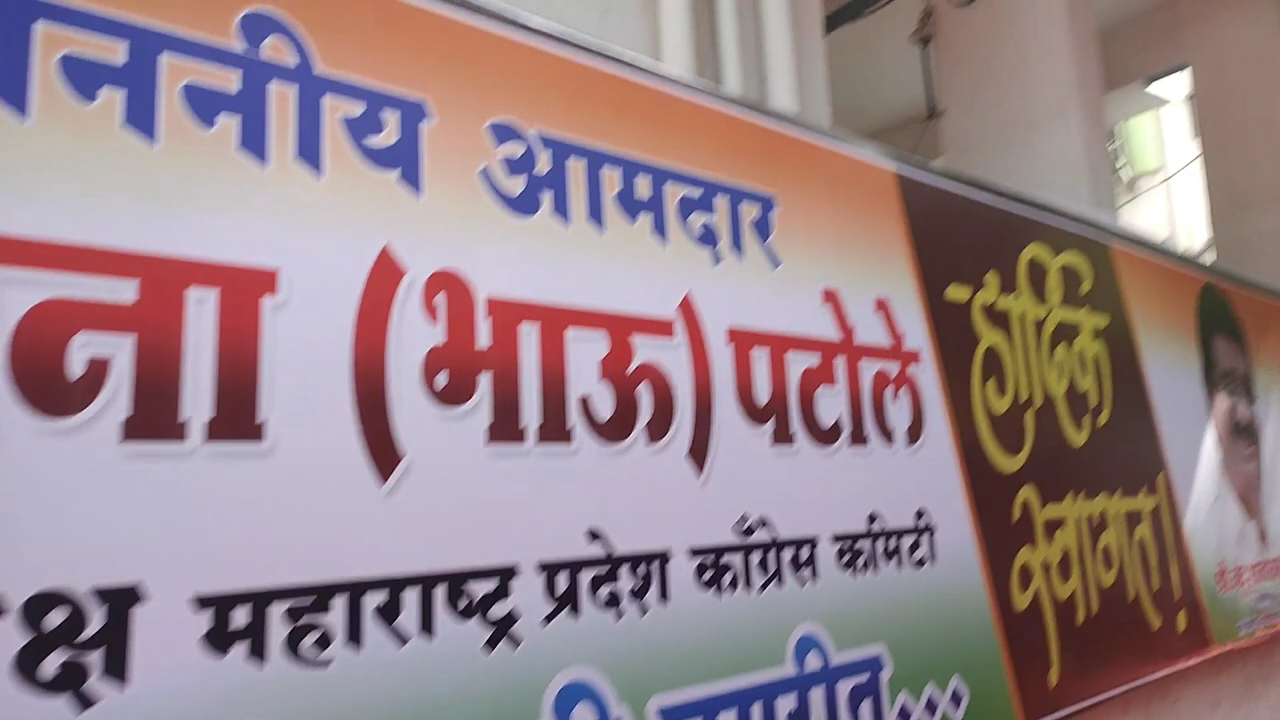 ननीय आमदार
ना (भाऊ) पटोले
क्ष महाराष्ट्र प्रदेश काँग्रेस कमिटी
हार्दिक
स्वागत!